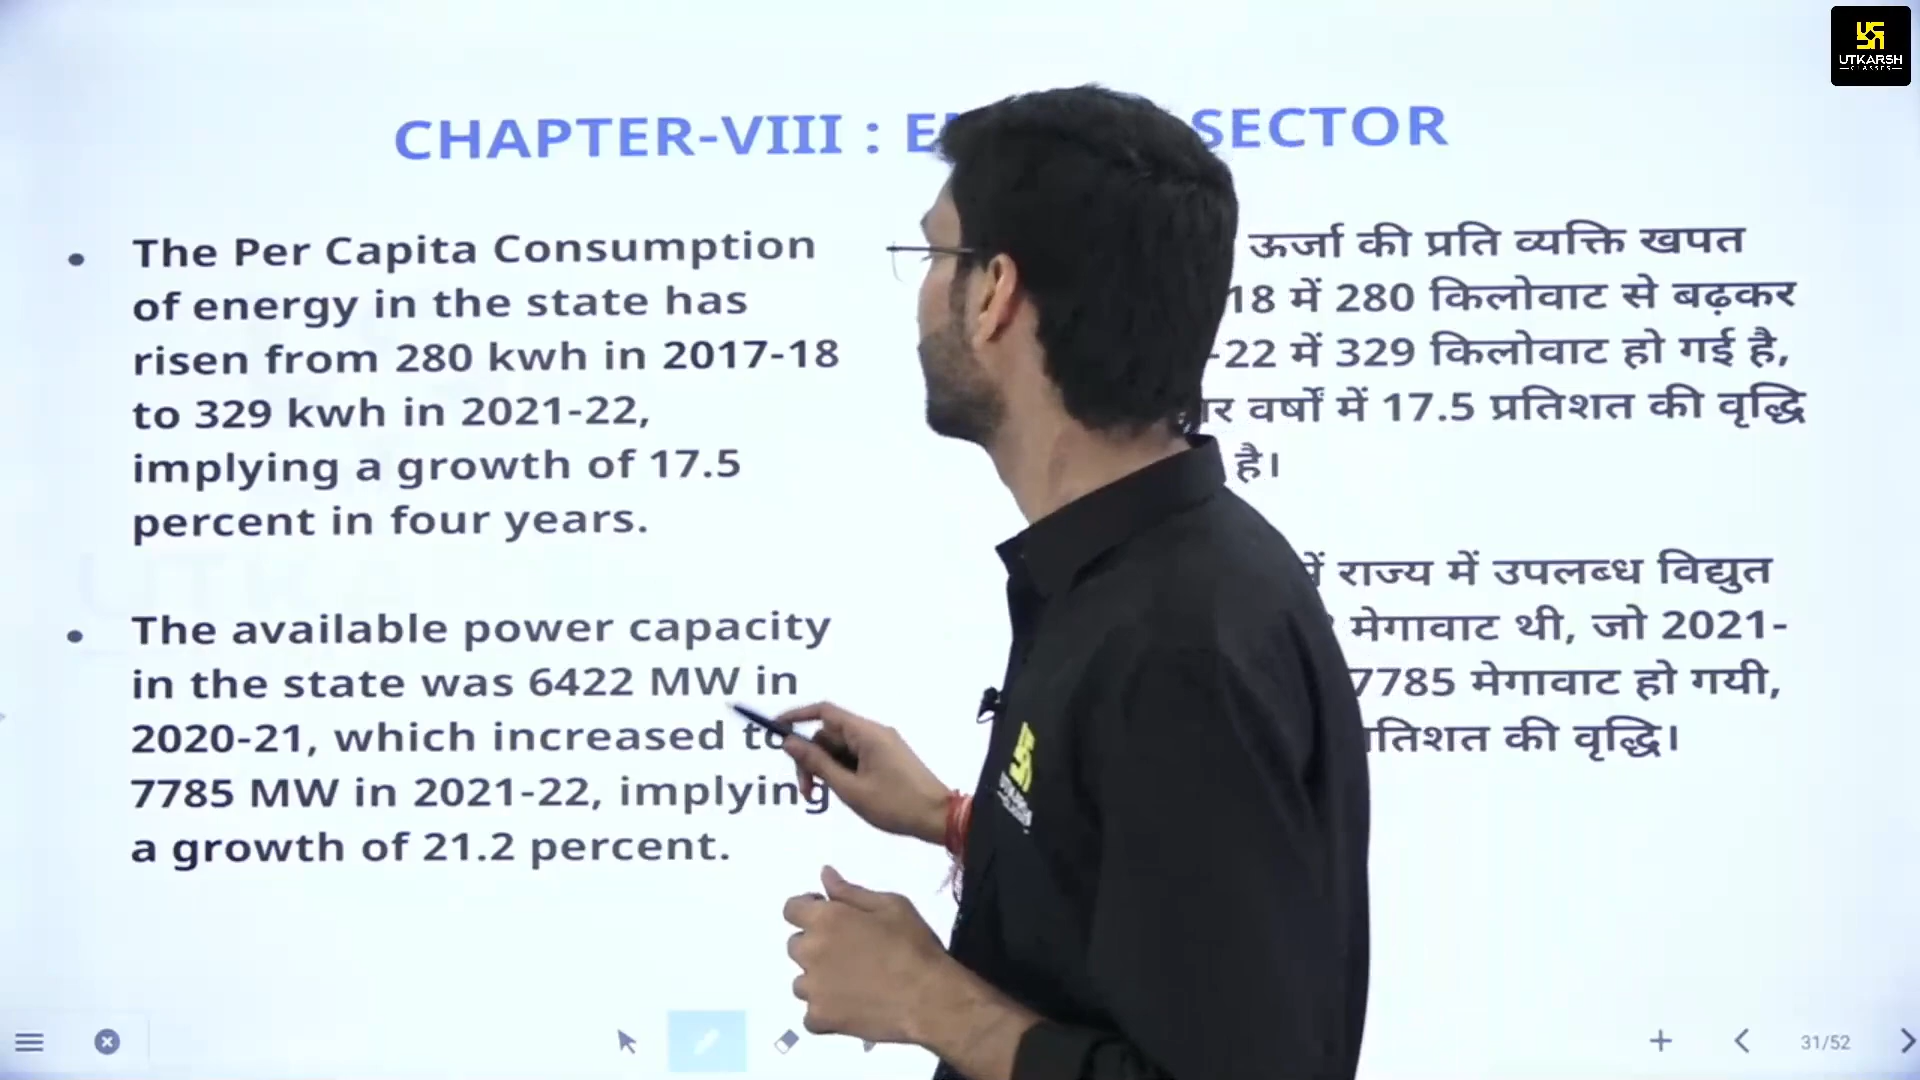 UTKARSH
CLASSES
CHAPTER-VIII : E SECTOR
The Per Capita Consumption
of energy in the state has
risen from 280 kwh in 2017-18
to 329 kwh in 2021-22,
implying a growth of 17.5
percent in four years.
The available power capacity
in the state was 6422 MW in
2020-21, which increased to
7785 MW in 2021-22, implying
a growth of 21.2 percent.
ऊर्जा की प्रति व्यक्ति खपत
18 में 280 किलोवाट से बढ़कर
-22 में 329 किलोवाट हो गई है,
वर्षों में 17.5 प्रतिशत की वृद्धि
है।
राज्य में उपलब्ध विद्युत
मेगावाट थी, जो 2021-
7785 मेगावाट हो गयी,
की वृद्धि।
31/52